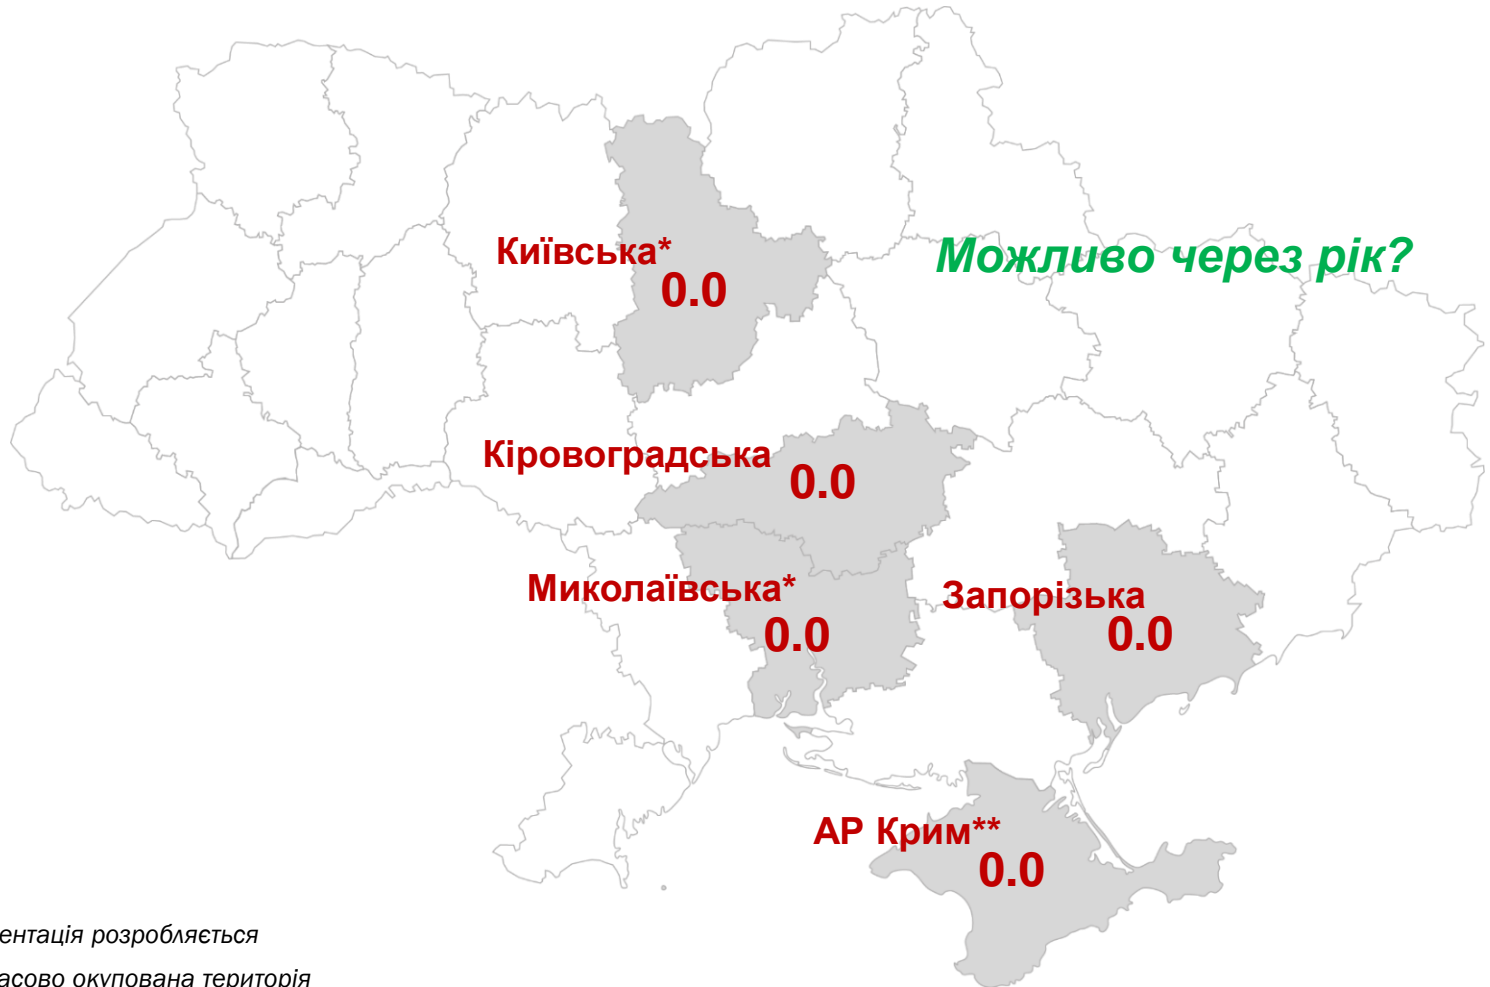 Київська*
0.0
Можливо через рік?
Кіровоградська
0.0
Миколаївська*
0.0
Запорізька
0.0
АР Крим**
0.0
ентація розробляється
асово окупована територія